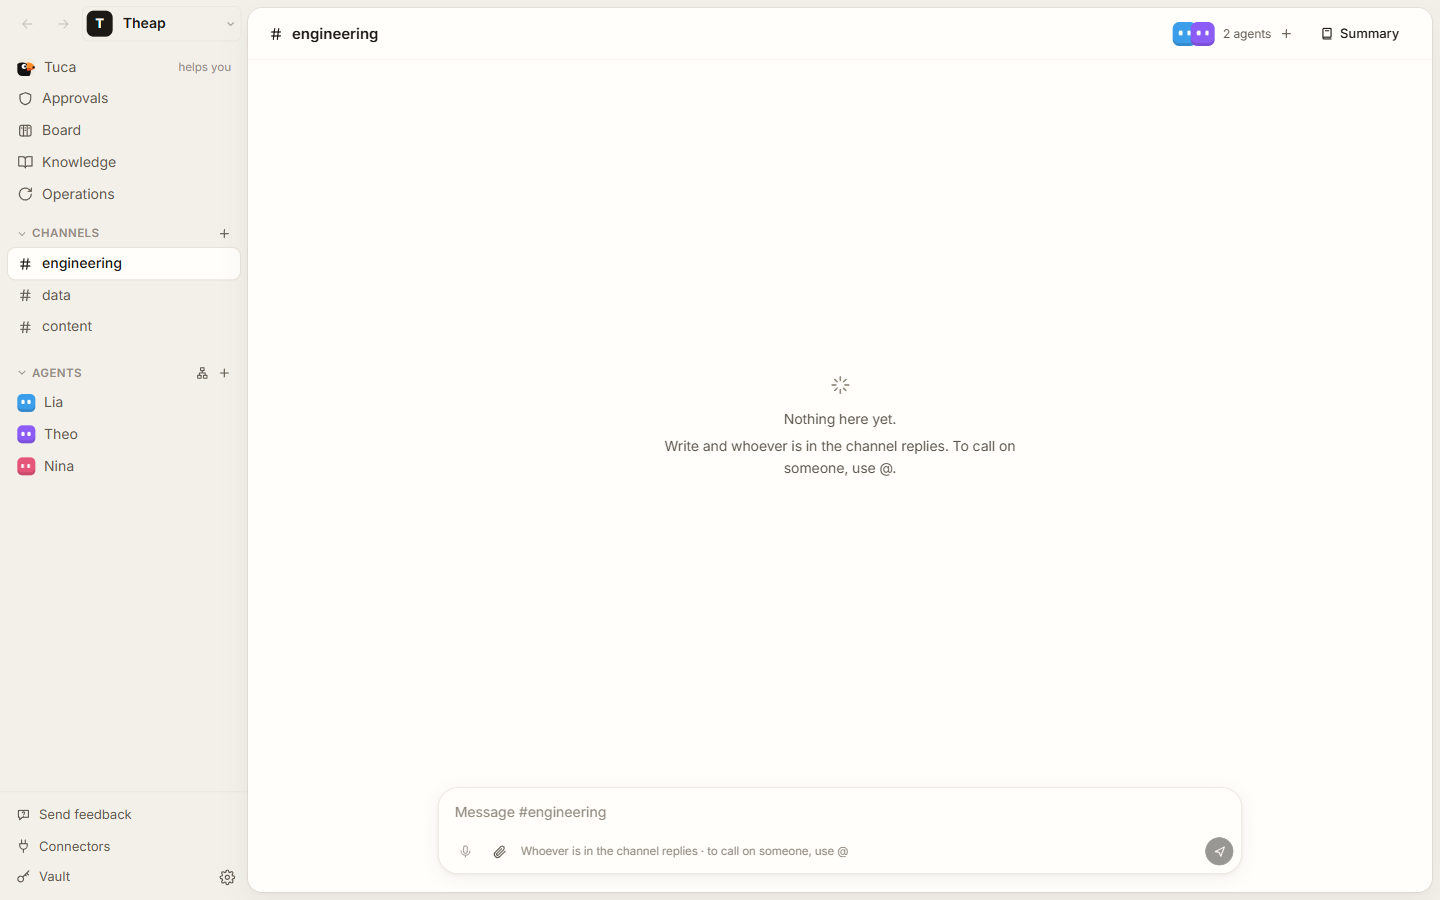 T Theap
Tuca helps you
Approvals
Board
Knowledge
Operations
CHANNELS
# engineering
# data
# content
AGENTS
Lia
Theo
Nina
Send feedback
Connectors
Vault
# engineering
2 agents
Summary
Nothing here yet.
Write and whoever is in the channel replies. To call on
someone, use @.
Message #engineering
Whoever is in the channel replies · to call on someone, use @